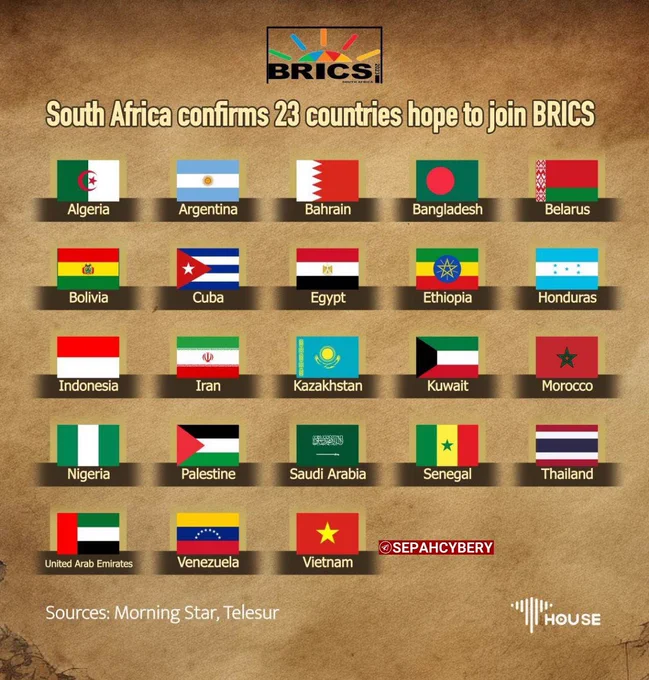 BRICS
South Africa confirms 23 countries hope to join BRICS
Algeria
Argentina
Bahrain
Bangladesh
Belarus
Bolivia
Cuba
Egypt
Ethiopia
Honduras
Indonesia
Iran
Kazakhstan
Kuwait
Morocco
Nigeria
Palestine
Saudi Arabia
Senegal
Thailand
United Arab Emirates
Venezuela
Vietnam
@SEPAHCYBERY
Sources: Morning Star, Telesur
HOUSE